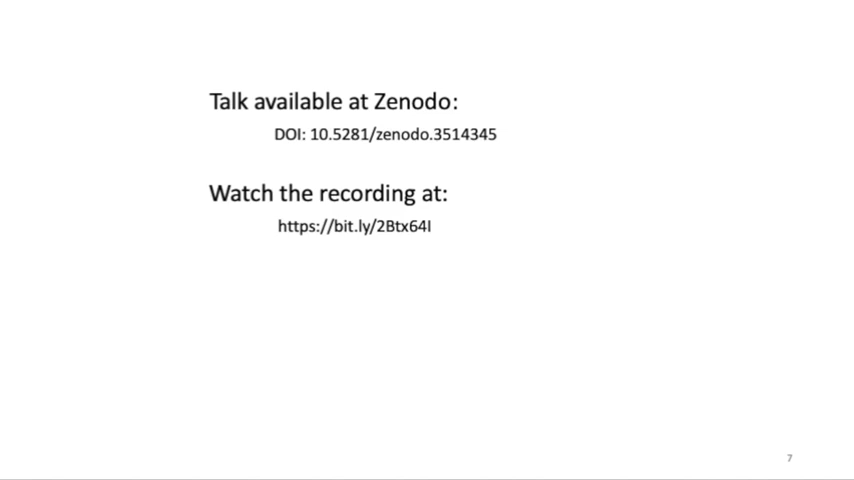 Talk available at Zenodo:
DOI: 10.5281/zenodo.3514345
Watch the recording at:
https://bit.ly/2Btx64I
7